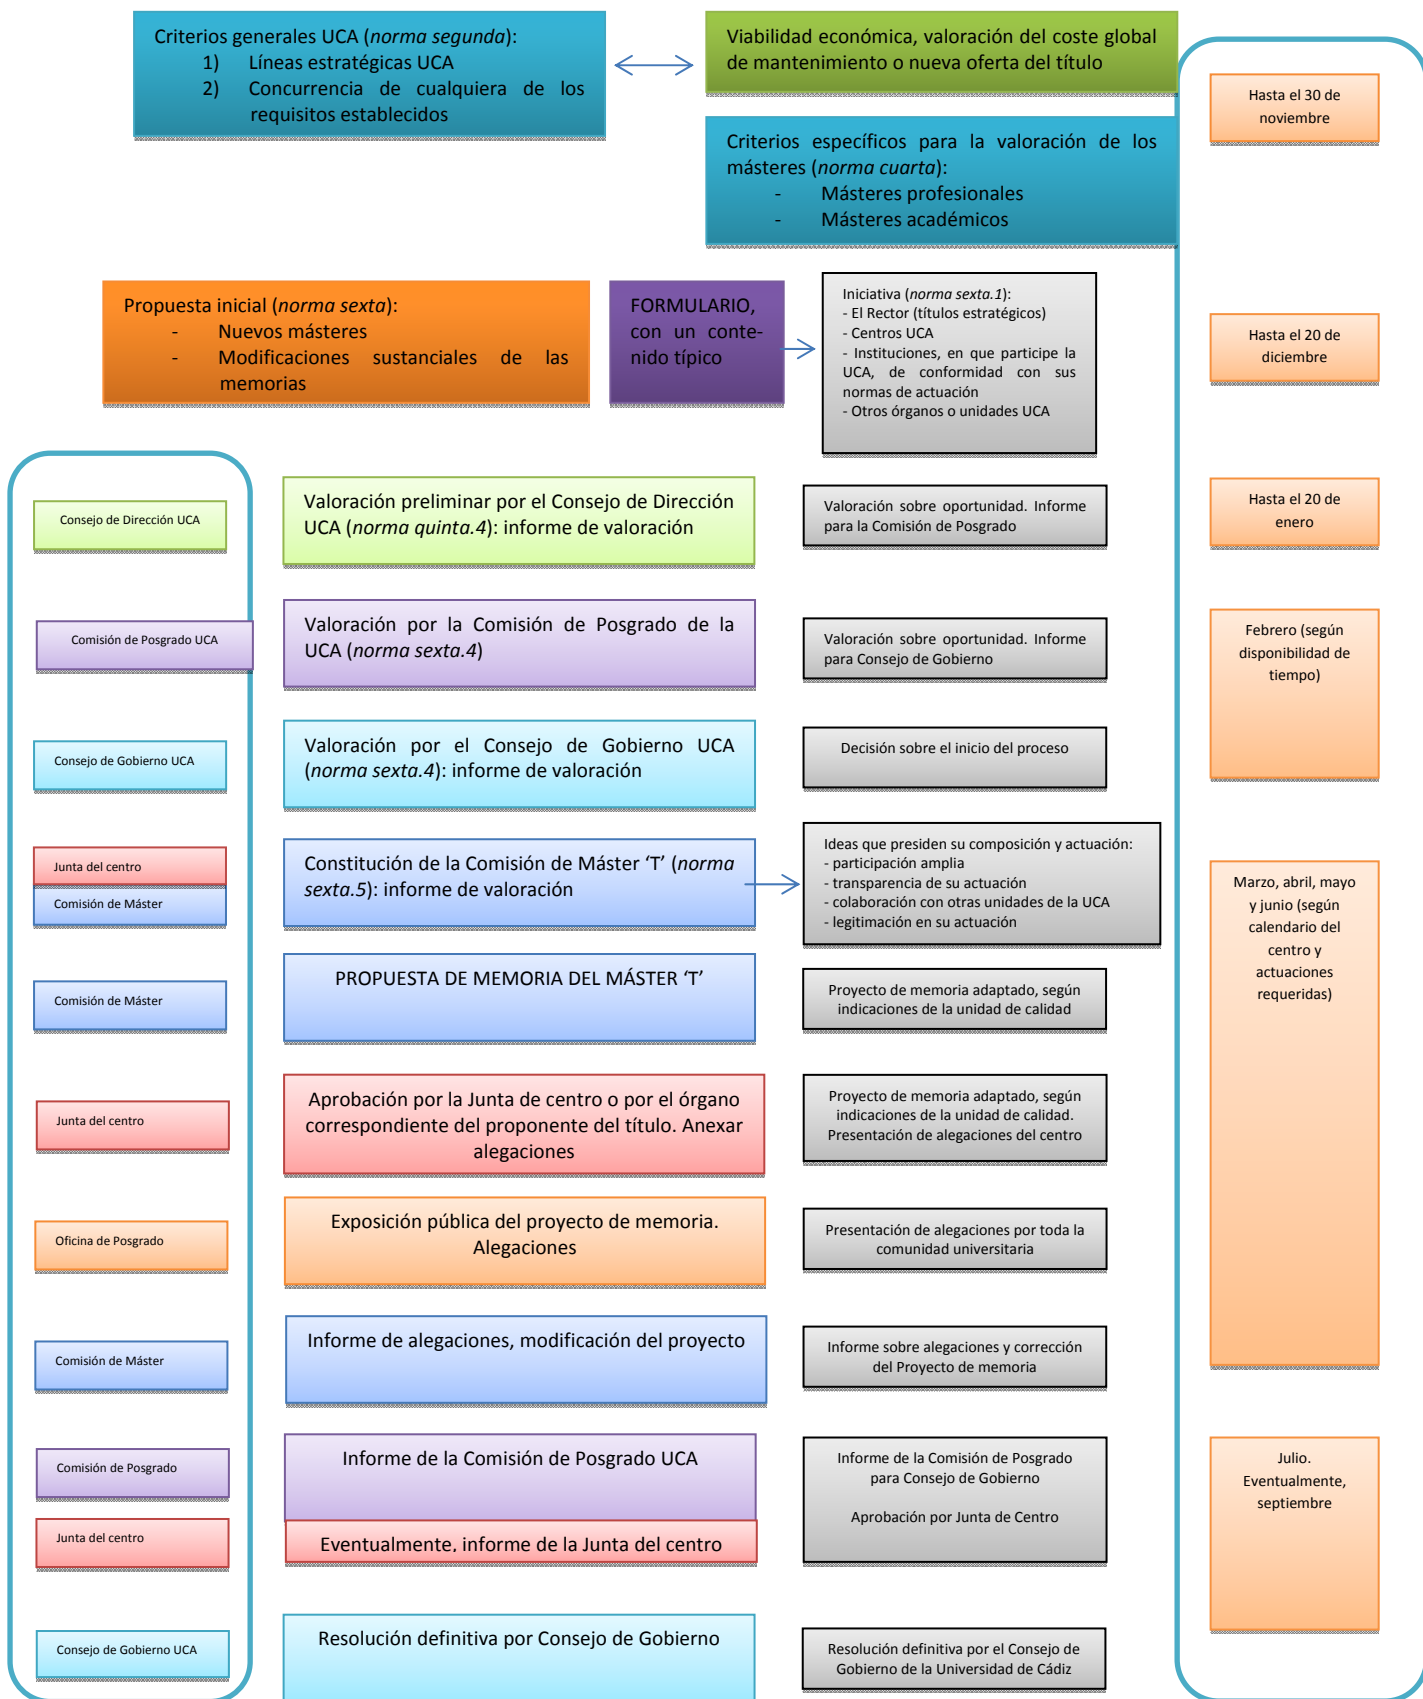 Criterios generales UCA (norma segunda):
1) Líneas estratégicas UCA
2) Concurrencia de cualquiera de los
requisitos establecidos
Viabilidad económica, valoración del coste global
de mantenimiento o nueva oferta del título
Hasta el 30 de
noviembre
Criterios específicos para la valoración de los
másteres (norma cuarta):
- Másteres profesionales
- Másteres académicos
Propuesta inicial (norma sexta):
- Nuevos másteres
- Modificaciones sustanciales de las
memorias
FORMULARIO,
con un conte-
nido típico
Iniciativa (norma sexta.1):
- El Rector (títulos estratégicos)
- Centros UCA
- Instituciones, en que participe la
UCA, de conformidad con sus
normas de actuación
- Otros órganos o unidades UCA
Hasta el 20 de
diciembre
Consejo de Dirección UCA
Valoración preliminar por el Consejo de Dirección
UCA (norma quinta.4): informe de valoración
Valoración sobre oportunidad. Informe
para la Comisión de Posgrado
Hasta el 20 de
enero
Comisión de Posgrado UCA
Valoración por la Comisión de Posgrado de la
UCA (norma sexta.4)
Valoración sobre oportunidad. Informe
para Consejo de Gobierno
Febrero (según
disponibilidad de
tiempo)
Consejo de Gobierno UCA
Valoración por el Consejo de Gobierno UCA
(norma sexta.4): informe de valoración
Decisión sobre el inicio del proceso
Junta del centro
Comisión de Máster
Constitución de la Comisión de Máster ‘T’ (norma
sexta.5): informe de valoración
Ideas que presiden su composición y actuación:
- participación amplia
- transparencia de su actuación
- colaboración con otras unidades de la UCA
- legitimación en su actuación
Marzo, abril, mayo
y junio (según
calendario del
centro y
actuaciones
requeridas)
Comisión de Máster
PROPUESTA DE MEMORIA DEL MÁSTER ‘T’
Proyecto de memoria adaptado, según
indicaciones de la unidad de calidad
Junta del centro
Aprobación por la Junta de centro o por el órgano
correspondiente del proponente del título. Anexar
alegaciones
Proyecto de memoria adaptado, según
indicaciones de la unidad de calidad.
Presentación de alegaciones del centro
Oficina de Posgrado
Exposición pública del proyecto de memoria.
Alegaciones
Presentación de alegaciones por toda la
comunidad universitaria
Comisión de Máster
Informe de alegaciones, modificación del proyecto
Informe sobre alegaciones y corrección
del Proyecto de memoria
Comisión de Posgrado
Informe de la Comisión de Posgrado UCA
Informe de la Comisión de Posgrado
para Consejo de Gobierno
Aprobación por Junta de Centro
Julio.
Eventualmente,
septiembre
Junta del centro
Eventualmente, informe de la Junta del centro
Consejo de Gobierno UCA
Resolución definitiva por Consejo de Gobierno
Resolución definitiva por el Consejo de
Gobierno de la Universidad de Cádiz